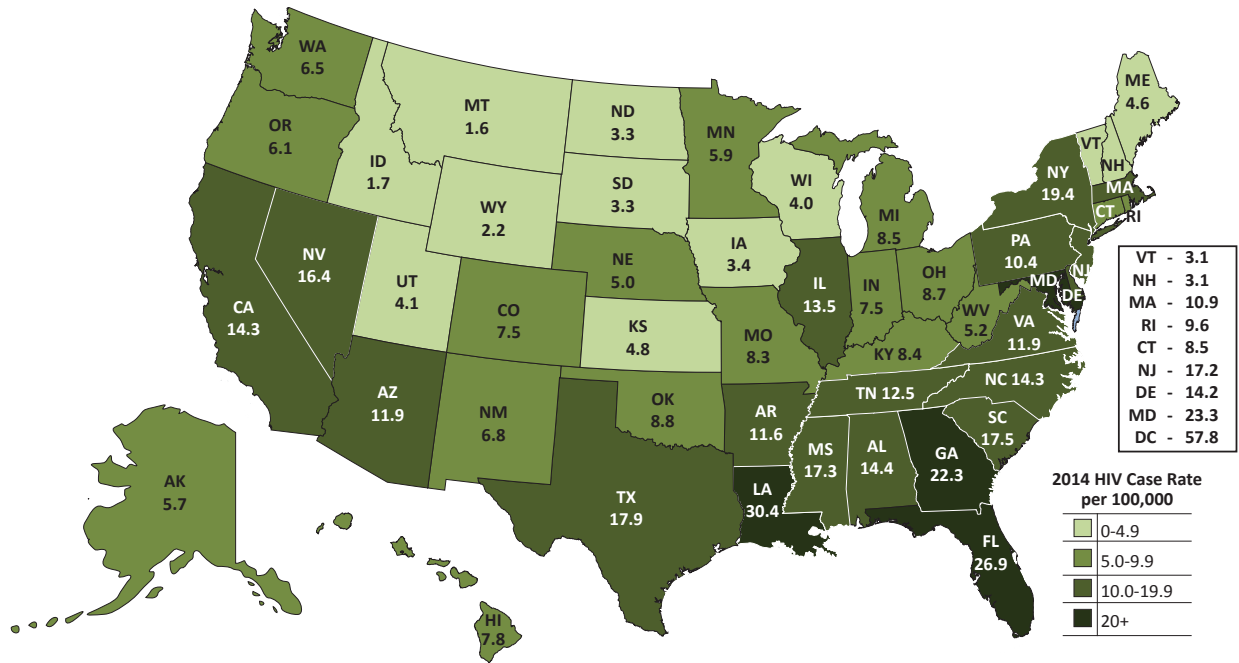 WA
6.5
OR
6.1
CA
14.3
NV
16.4
ID
1.7
MT
1.6
WY
2.2
UT
4.1
AZ
11.9
CO
7.5
NM
6.8
ND
3.3
SD
3.3
NE
5.0
KS
4.8
OK
8.8
TX
17.9
MN
5.9
IA
3.4
MO
8.3
AR
11.6
LA
30.4
WI
4.0
IL
13.5
MI
8.5
IN
7.5
OH
8.7
KY 8.4
TN 12.5
MS
17.3
AL
14.4
GA
22.3
FL
26.9
SC
17.5
NC 14.3
VA
11.9
WV
5.2
PA
10.4
NY
19.4
ME
4.6
VT
NH
MA
CT
RI
NJ
MD
DE
AK
5.7
HI
7.8
VT - 3.1
NH - 3.1
MA - 10.9
RI - 9.6
CT - 8.5
NJ - 17.2
DE - 14.2
MD - 23.3
DC - 57.8
2014 HIV Case Rate
per 100,000
0-4.9
5.0-9.9
10.0-19.9
20+